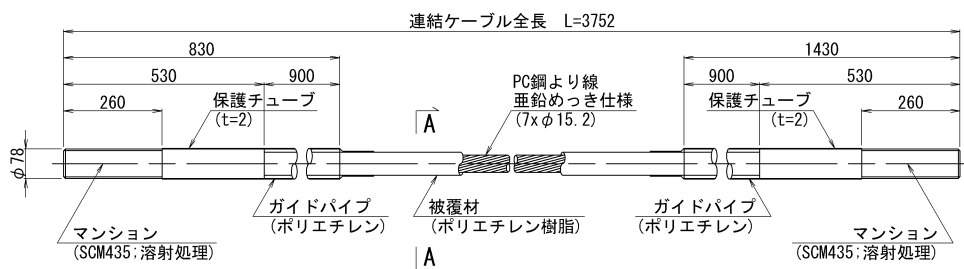 連結ケーブル全長 L=3752
830
1430
530
900
900
530
260
保護チューブ
(t=2)
PC鋼より線
亜鉛めっき仕様
(7xφ15.2)
保護チューブ
(t=2)
260
A
φ78
マンション
(SCM435;溶射処理)
ガイドパイプ
(ポリエチレン)
被覆材
(ポリエチレン樹脂)
ガイドパイプ
(ポリエチレン)
マンション
(SCM435;溶射処理)
A